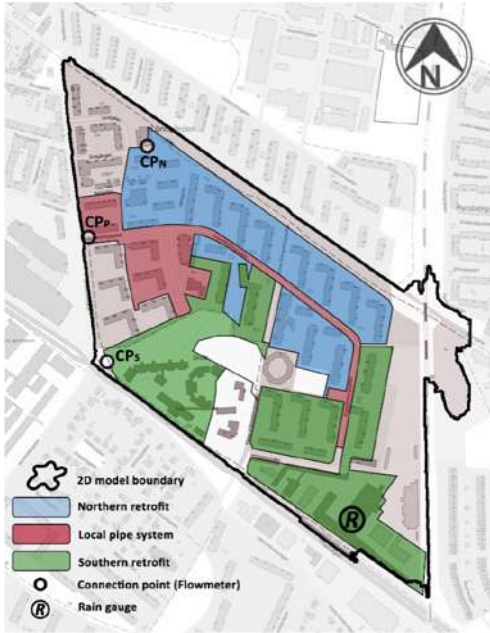 N
CPN
CPP
CPS
R
2D model boundary
Northern retrofit
Local pipe system
Southern retrofit
Connection point (Flowmeter)
R Rain gauge